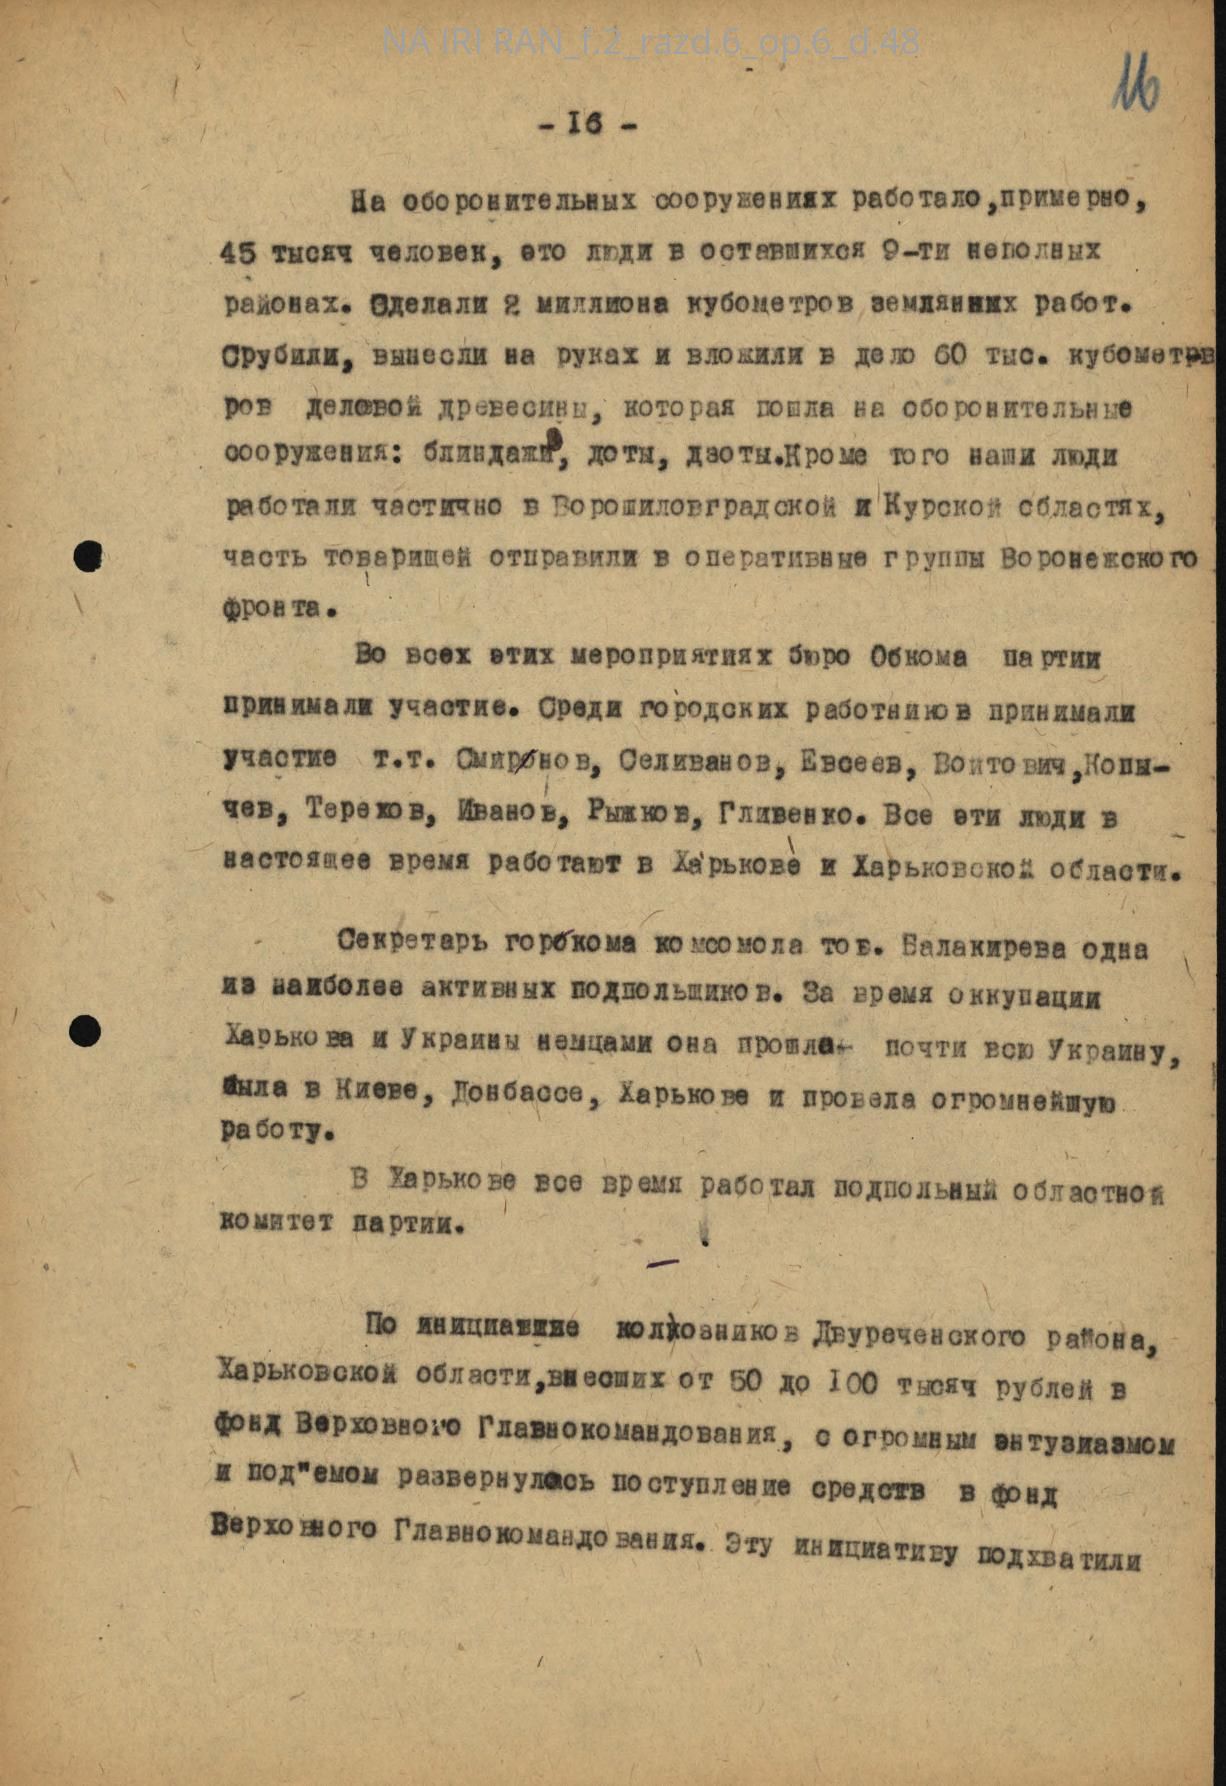 NA IRI RAN_f.2_razd.6_op.6_d.48
16
- I6 -
На оборонительных сооружениях работало,примерно,
45 тысяч человек, это люди в оставшихся 9-ти неполных
районах. Сделали 2 миллиона кубометров землянных работ.
Срубили, вынесли на руках и вложили в дело 60 тыс. кубометров
ров деловой древесины, которая пошла на оборонительные
сооружения: блиндажи, доты, дзоты.Кроме того наши люди
работали частично в Ворошиловградской и Курской областях,
часть товарищей отправили в оперативные группы Воронежского
фронта.
Во всех этих мероприятиях бюро Обкома партии
принимали участие. Среди городских работников принимали
участие т.т. Смирнов, Селиванов, Евсеев, Войтович,Копы-
чев, Терехов, Иванов, Рыжков, Гливенко. Все эти люди в
настоящее время работают в Харькове и Харьковской области.
Секретарь горкома комсомола тов. Балакирева одна
из наиболее активных подпольщиков. За время оккупации
Харькова и Украины немцами она прошла почти всю Украину,
была в Киеве, Донбассе, Харькове и провела огромнейшую
работу.
В Харькове все время работал подпольный областной
комитет партии.
По инициативе колхозников Двуреченского района,
Харьковской области,внесших от 50 до I00 тысяч рублей в
фонд Верховного Главнокомандования, с огромным энтузиазмом
и под"емом развернулось поступление средств в фонд
Верховного Главнокомандования. Эту инициативу подхватили